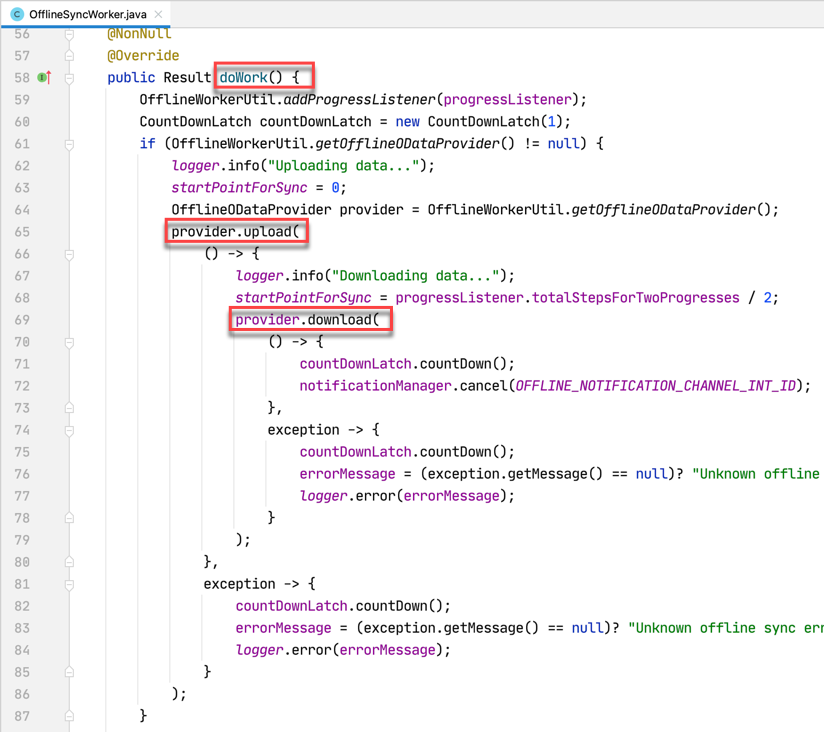 OfflineSyncWorker.java
56 @NonNull
57 @Override
58 public Result doWork() {
59 OfflineWorkerUtil.addProgressListener(progressListener);
60 CountDownLatch countDownLatch = new CountDownLatch(1);
61 if (OfflineWorkerUtil.getOfflineODataProvider() != null) {
62 logger.info("Uploading data...");
63 startPointForSync = 0;
64 OfflineODataProvider provider = OfflineWorkerUtil.getOfflineODataProvider();
65 provider.upload(
66 () -> {
67 logger.info("Downloading data...");
68 startPointForSync = progressListener.totalStepsForTwoProgresses / 2;
69 provider.download(
70 () -> {
71 countDownLatch.countDown();
72 notificationManager.cancel(OFFLINE_NOTIFICATION_CHANNEL_INT_ID);
73 },
74 exception -> {
75 countDownLatch.countDown();
76 errorMessage = (exception.getMessage() == null)? "Unknown offline
77 logger.error(errorMessage);
78 }
79 );
80 },
81 exception -> {
82 countDownLatch.countDown();
83 errorMessage = (exception.getMessage() == null)? "Unknown offline sync err
84 logger.error(errorMessage);
85 }
86 );
87 }